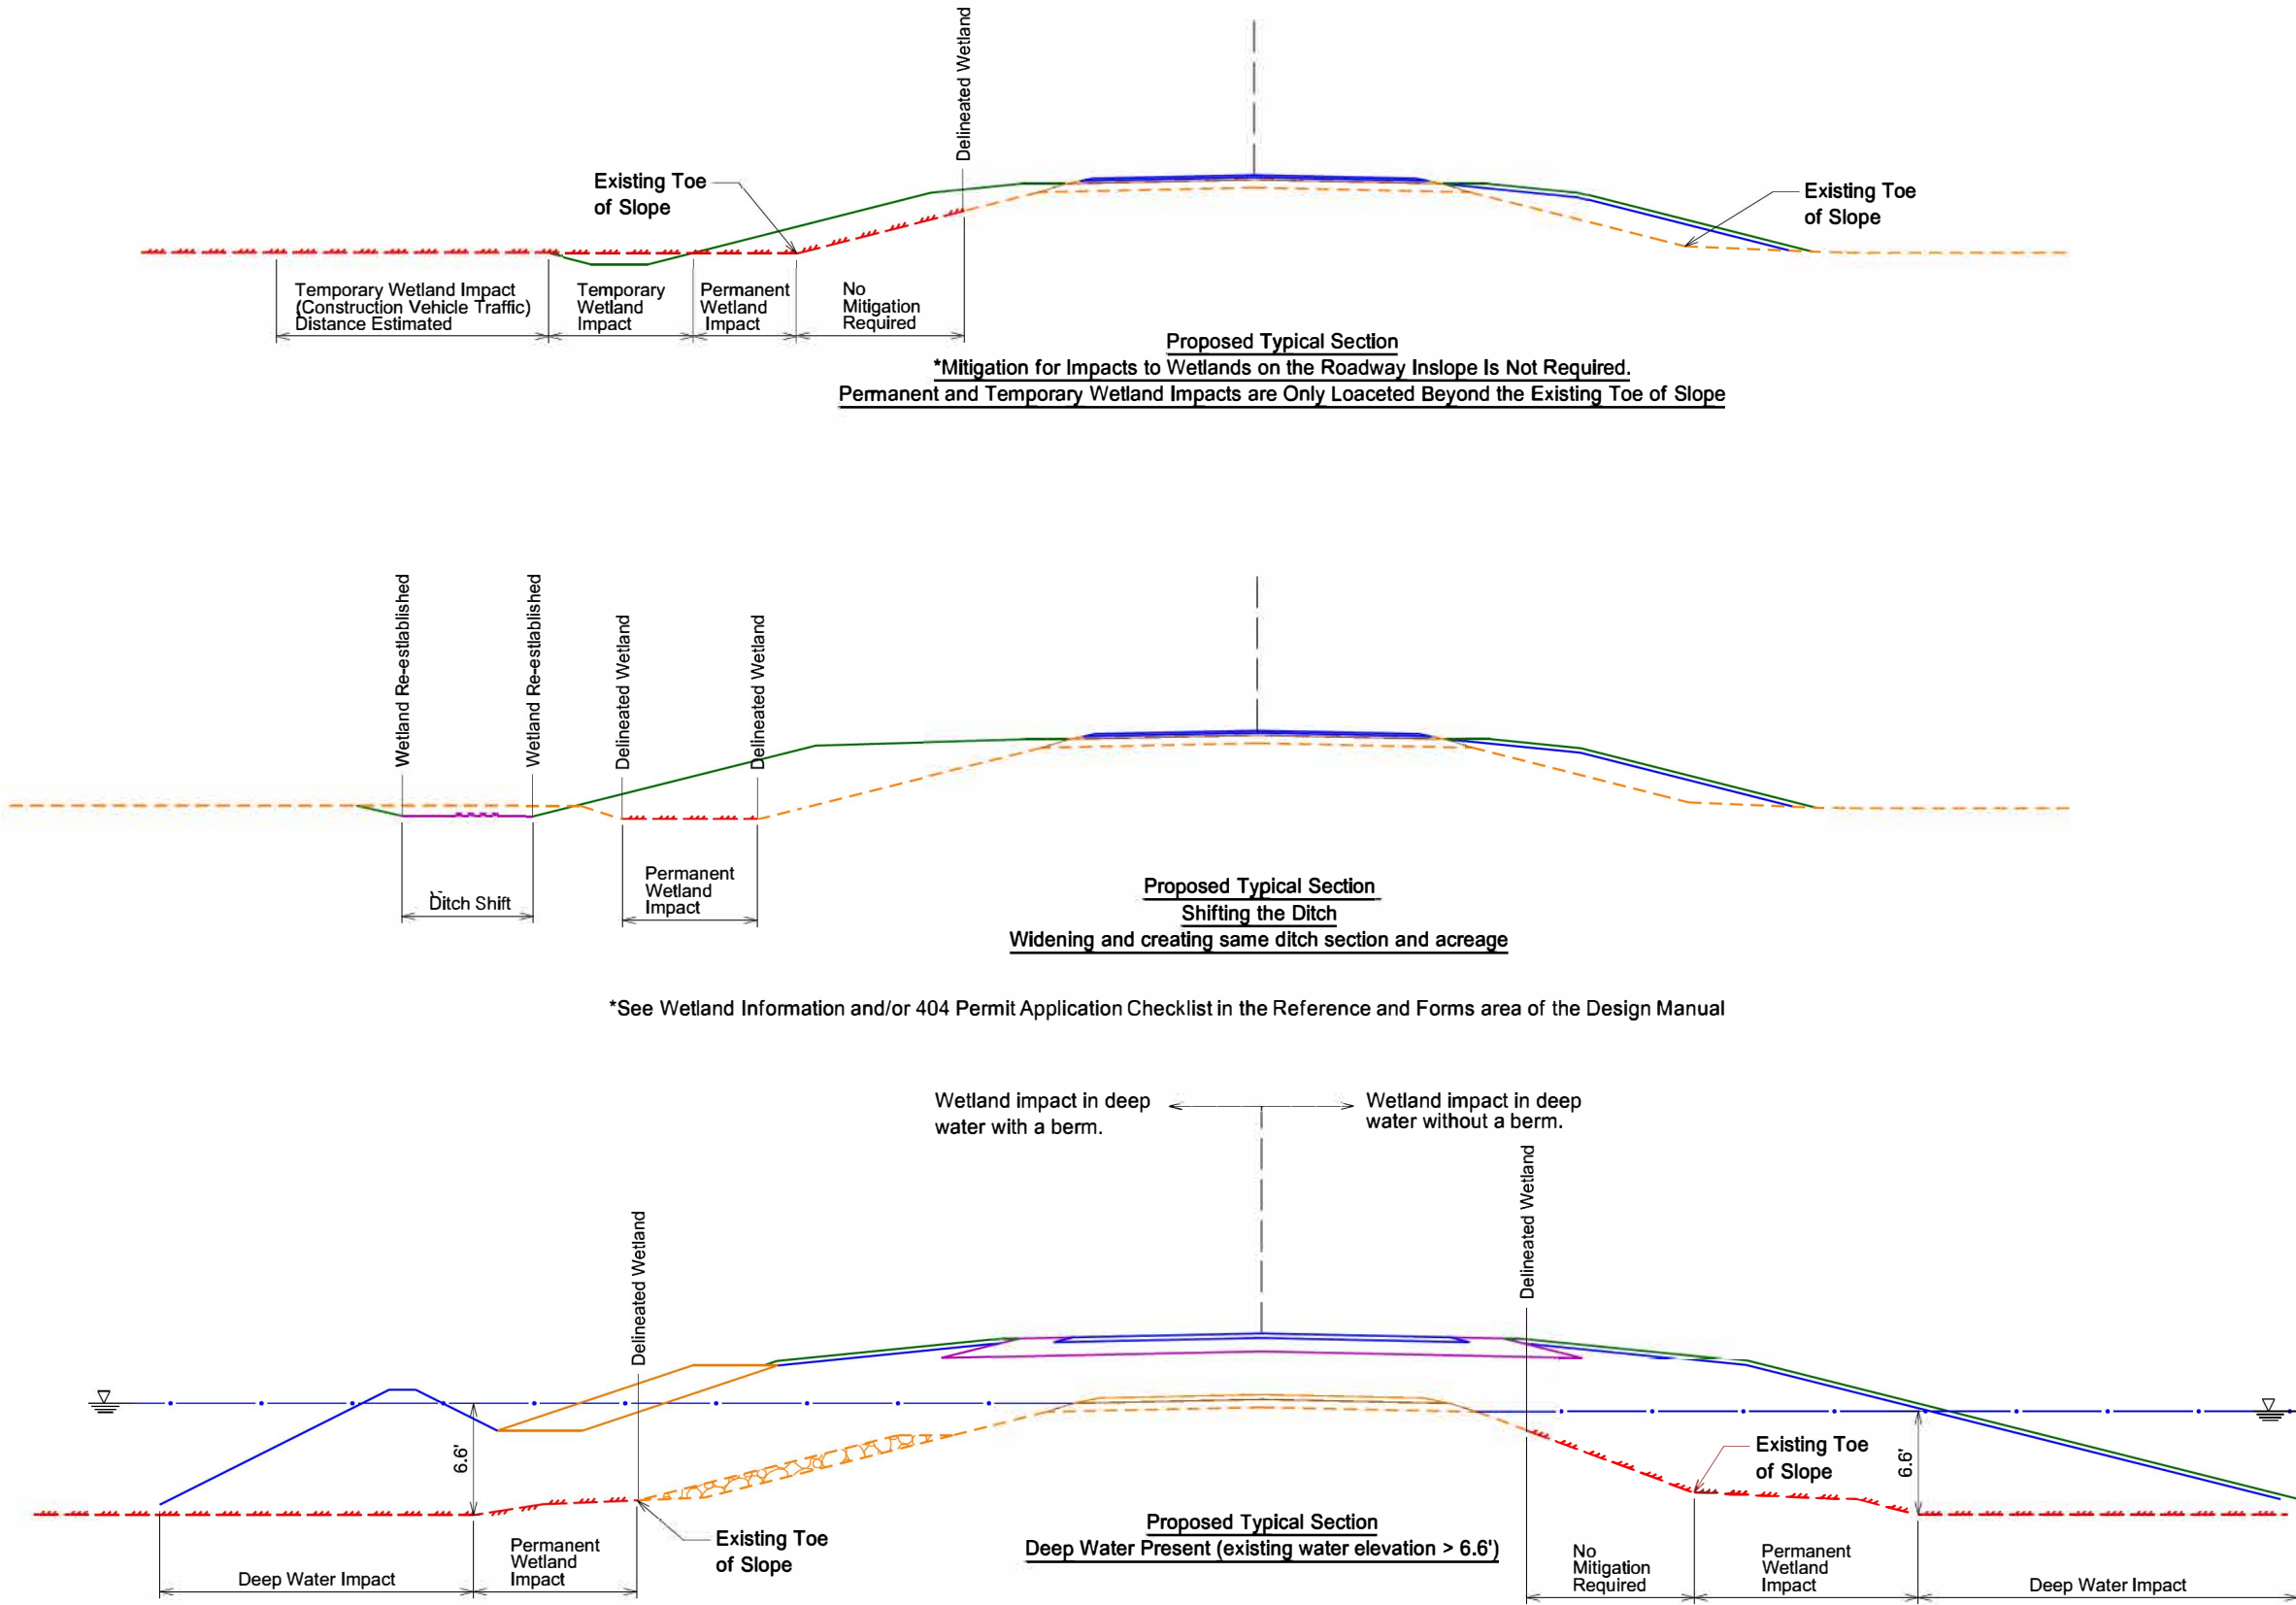 Delineated Wetland
Existing Toe
of Slope
Existing Toe
of Slope
Temporary Wetland Impact
(Construction Vehicle Traffic)
Distance Estimated
Temporary
Wetland
Impact
Permanent
Wetland
Impact
No
Mitigation
Required
Proposed Typical Section
*Mitigation for Impacts to Wetlands on the Roadway Inslope Is Not Required.
Permanent and Temporary Wetland Impacts are Only Loaceted Beyond the Existing Toe of Slope
Wetland Re-estlablished
Wetland Re-established
Delineated Wetland
Delineated Wetland
Ditch Shift
Permanent
Wetland
Impact
Proposed Typical Section
Shifting the Ditch
Widening and creating same ditch section and acreage
*See Wetland Information and/or 404 Permit Application Checklist in the Reference and Forms area of the Design Manual
Wetland impact in deep
water with a berm.
Wetland impact in deep
water without a berm.
Delineated Wetland
Delineated Wetland
6.6'
6.6'
Existing Toe
of Slope
Existing Toe
of Slope
Proposed Typical Section
Deep Water Present (existing water elevation > 6.6')
Deep Water Impact
Permanent
Wetland
Impact
No
Mitigation
Required
Permanent
Wetland
Impact
Deep Water Impact